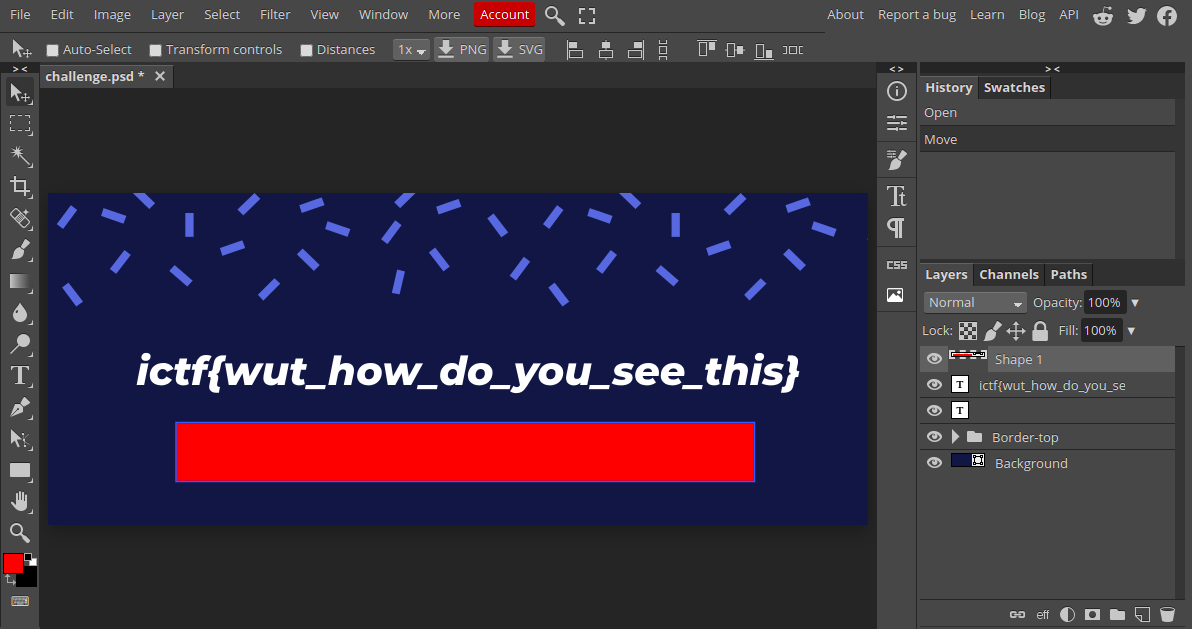 File Edit Image Layer Select Filter View Window More Account About Report a bug Learn Blog API
Auto-Select Transform controls Distances 1x PNG SVG
challenge.psd *
ictf{wut_how_do_you_see_this}
History Swatches
Open
Move
CSS
Layers Channels Paths
Normal Opacity: 100%
Lock: Fill: 100%
Shape 1
T ictf{wut_how_do_you_se
T
Border-top
Background
eff